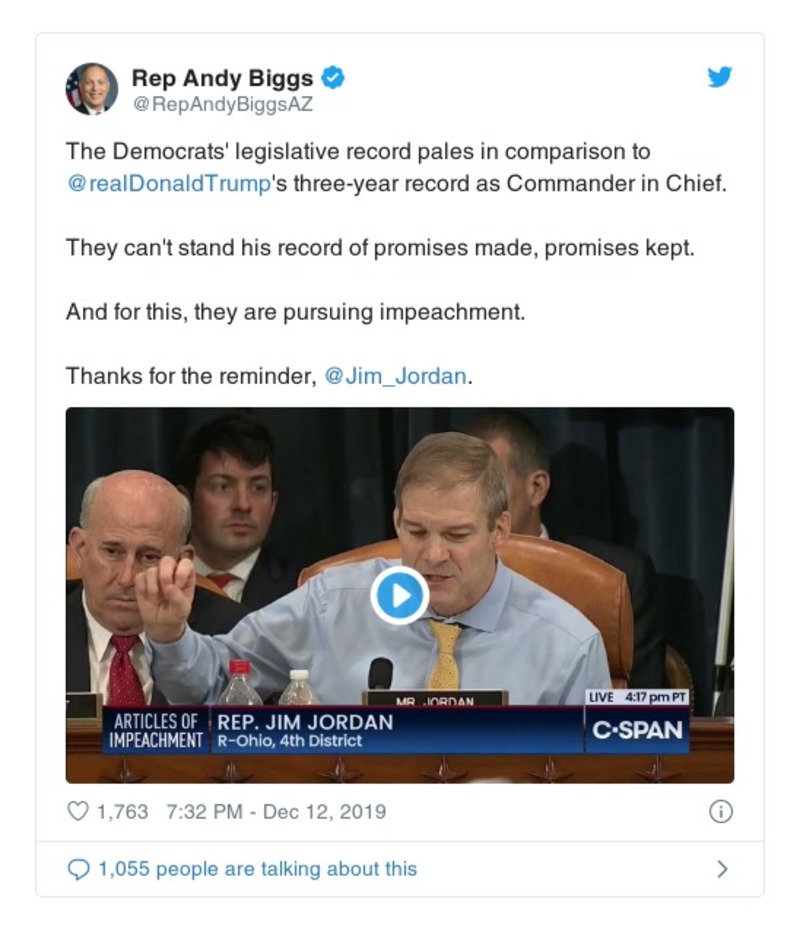 Rep Andy Biggs
@RepAndyBiggsAZ
The Democrats' legislative record pales in comparison to
@realDonaldTrump's three-year record as Commander in Chief.
They can't stand his record of promises made, promises kept.
And for this, they are pursuing impeachment.
Thanks for the reminder, @Jim_Jordan.
MR. JORDAN
LIVE 4:17 pm PT
ARTICLES OF
IMPEACHMENT
REP. JIM JORDAN
R-Ohio, 4th District
C-SPAN
1,763 7:32 PM - Dec 12, 2019
1,055 people are talking about this